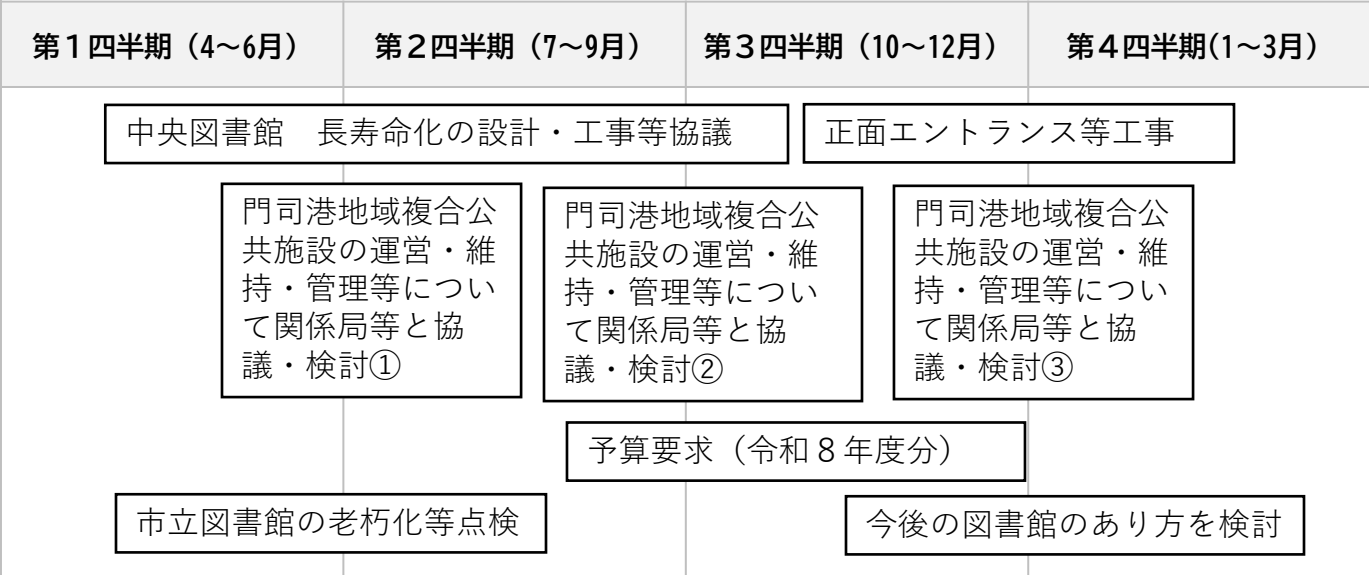 第１四半期（4～6月）
第２四半期（7～9月）
第３四半期（10～12月）
第４四半期(1～3月)
中央図書館　長寿命化の設計・工事等協議
正面エントランス等工事
門司港地域複合公
共施設の運営・維
持・管理等につい
て関係局等と協
議・検討①
門司港地域複合公
共施設の運営・維
持・管理等につい
て関係局等と協
議・検討②
門司港地域複合公
共施設の運営・維
持・管理等につい
て関係局等と協
議・検討③
予算要求（令和８年度分）
市立図書館の老朽化等点検
今後の図書館のあり方を検討